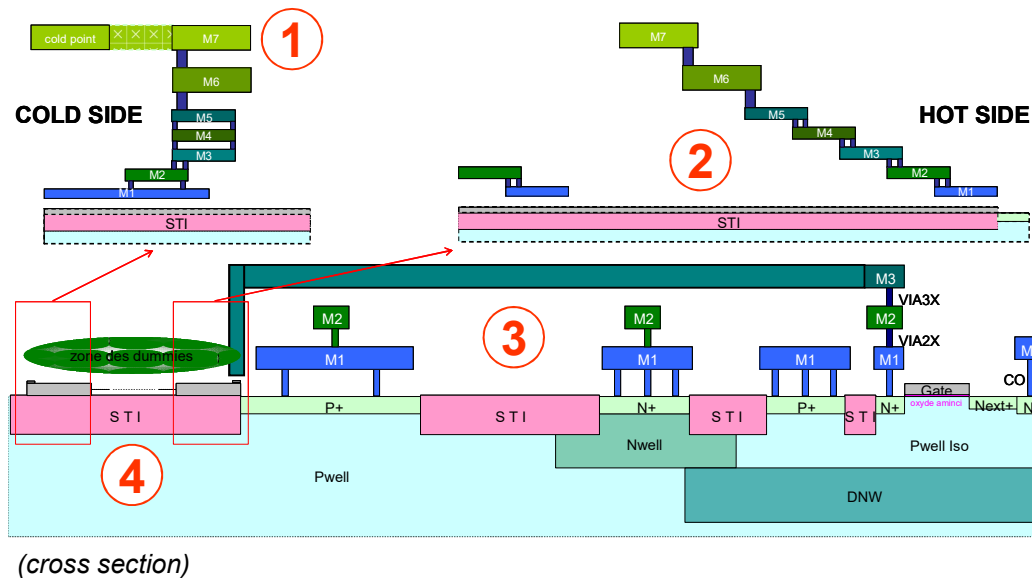 cold point
M7
1
M6
COLD SIDE
M5
M4
M3
M2
M1
STI
M7
M6
HOT SIDE
M5
M4
2
M3
M2
M1
STI
M3
VIA3X
M2
M2
3
M2
VIA2X
zone des dummies
M1
M1
M1
M1
M
CO
Gate
S T I
P+
S T I
N+
S T I
P+
S T I
N+
oxyde aminci
Next+
N
4
Pwell
Nwell
Pwell Iso
DNW
(cross section)